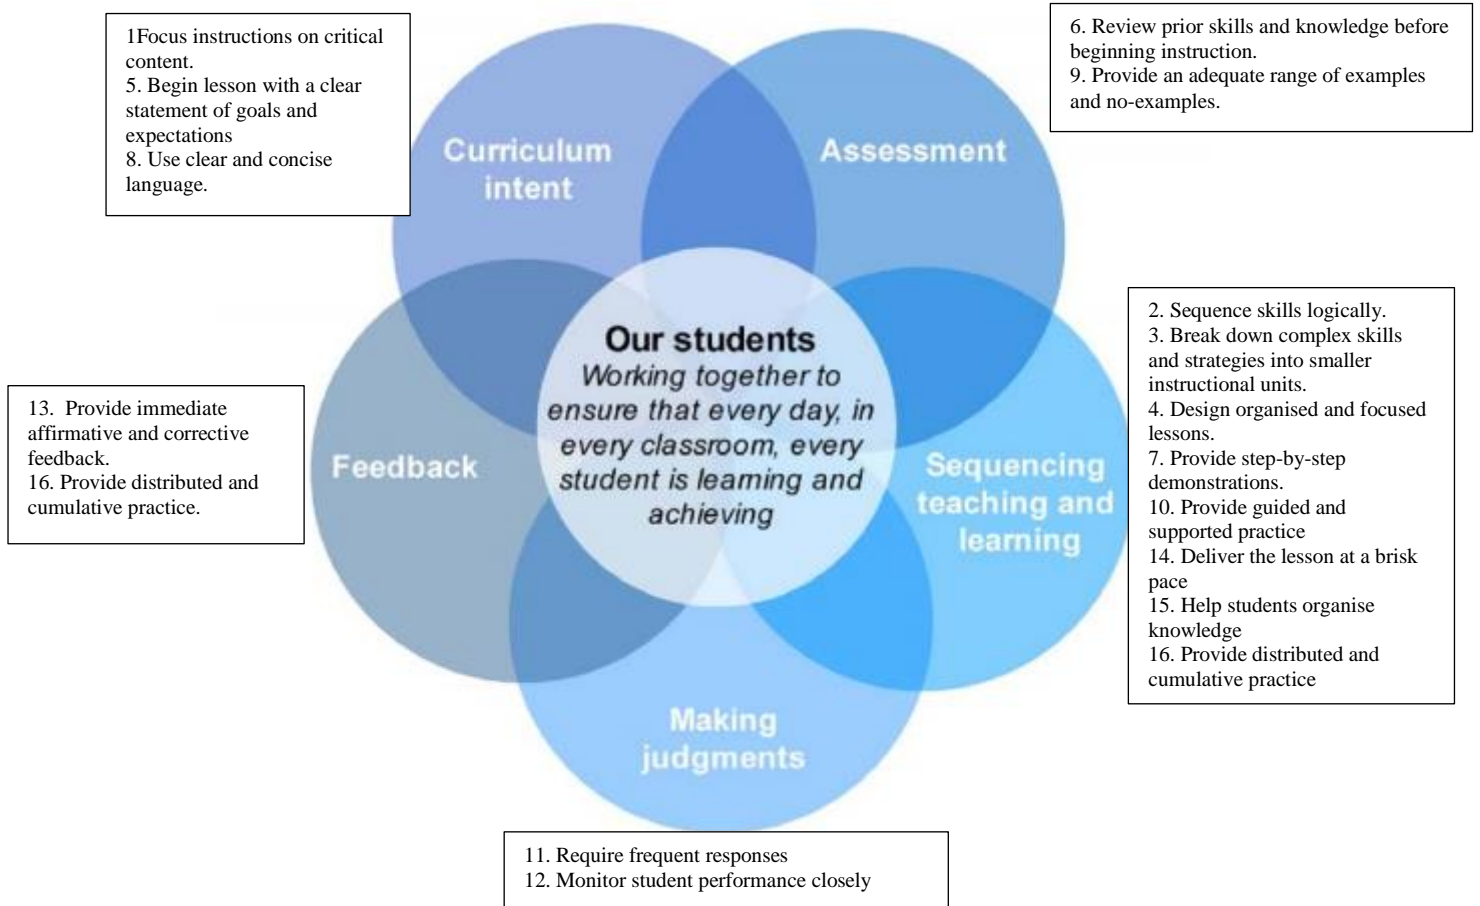 1Focus instructions on critical
content.
5. Begin lesson with a clear
statement of goals and
expectations
8. Use clear and concise
language.
6. Review prior skills and knowledge before
beginning instruction.
9. Provide an adequate range of examples
and no-examples.
Curriculum
intent
Assessment
Our students
Working together to
ensure that every day, in
every classroom, every
student is learning and
achieving
2. Sequence skills logically.
3. Break down complex skills
and strategies into smaller
instructional units.
4. Design organised and focused
lessons.
7. Provide step-by-step
demonstrations.
10. Provide guided and
supported practice
14. Deliver the lesson at a brisk
pace
15. Help students organise
knowledge
16. Provide distributed and
cumulative practice
13. Provide immediate
affirmative and corrective
feedback.
16. Provide distributed and
cumulative practice.
Feedback
Sequencing
teaching and
learning
Making
judgments
11. Require frequent responses
12. Monitor student performance closely